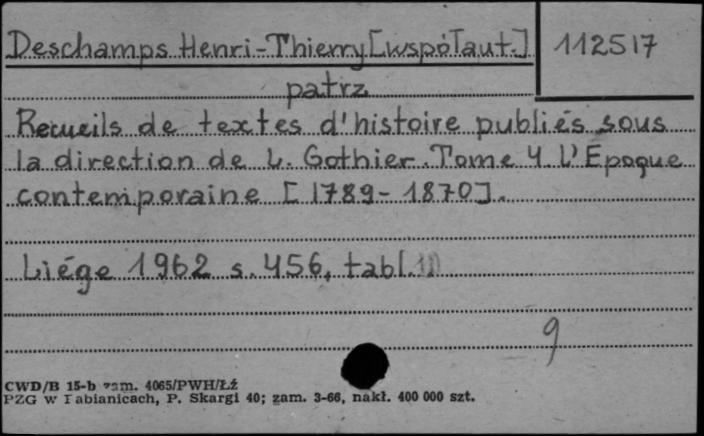 Deschamps Henri-Thierry [współaut.] 112517
patrz
Recueils de textes d'histoire publiés sous
la direction de L. Gothier. Tome 4 L'Époque
contemporaine [1789-1870].
Liége 1962 s. 456, tabl.
9
CWD/B 15-b zam. 4065/PWH/Łź
PZG w Pabianicach, P. Skargi 40; zam. 3-66, nakł. 400 000 szt.